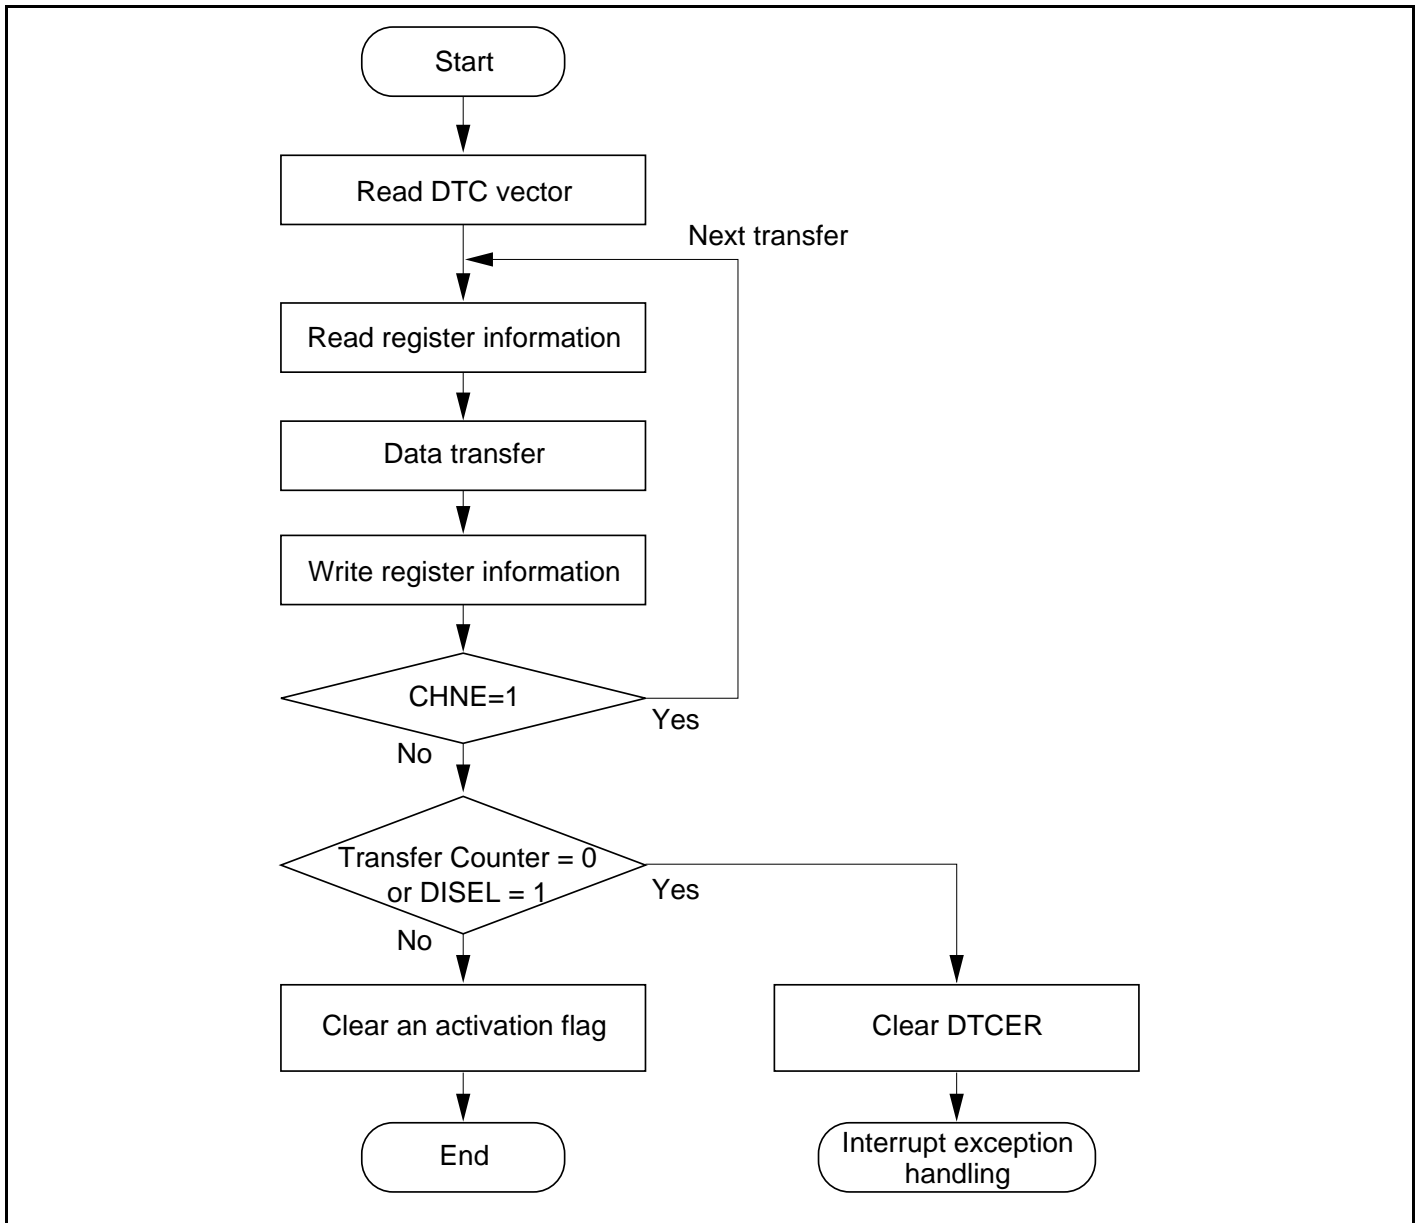 Start
Read DTC vector
Next transfer
Read register information
Data transfer
Write register information
CHNE=1
Yes
No
Transfer Counter = 0
or DISEL = 1
Yes
No
Clear an activation flag
Clear DTCER
End
Interrupt exception
handling